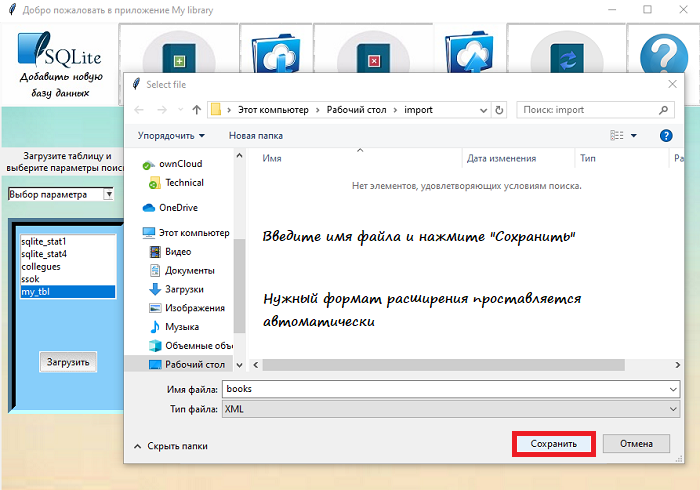 Добро пожаловать в приложение My library
SQLite
Добавить новую
базу данных
Загрузите таблицу и
выберите параметры поиск
Выбор параметра
sqlite_stat1
sqlite_stat4
collegues
ssok
my_tbl
Загрузить
Select file
Этот компьютер
Рабочий стол
import
Поиск: import
Упорядочить
Новая папка
ownCloud
Technical
OneDrive
Этот компьютер
Видео
Документы
Загрузки
Изображения
Музыка
Объемные объе
Рабочий стол
Имя
Дата изменения
Тип
Ра
Нет элементов, удовлетворяющих условиям поиска.
Введите имя файла и нажмите "Сохранить"
Нужный формат расширения проставляется
автоматически
Имя файла: books
Тип файла: XML
Скрыть папки
Сохранить
Отмена